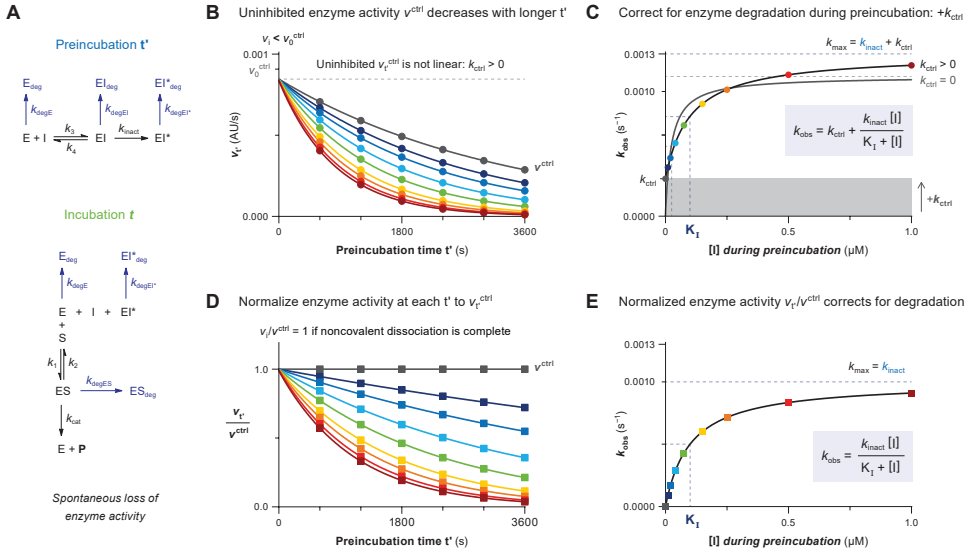 A
Preincubation t'
E_deg EI_deg EI*_deg
k_degE k_degEI k_degEI*
E + I k_3 k_4 EI k_inact EI*
Incubation t
E_deg EI*_deg
k_degE k_degEI*
E + I + EI*
+
S
k_1 k_2
ES k_degES ES_deg
k_cat
E + P
Spontaneous loss of
enzyme activity
B Uninhibited enzyme activity v^ctrl decreases with longer t'
v_i < v_0^ctrl
0.001
v_0^ctrl
Uninhibited v_t'^ctrl is not linear: k_ctrl > 0
v_t' (AU/s)
v^ctrl
0.000
0 1800 3600
Preincubation time t' (s)
C Correct for enzyme degradation during preincubation: +k_ctrl
k_max = k_inact + k_ctrl
0.0013
k_ctrl > 0
k_ctrl = 0
0.0010
k_obs (s⁻¹)
k_obs = k_ctrl + k_inact [I] / K_I + [I]
k_ctrl
+k_ctrl
0.0000
0 K_I 0.5 1.0
[I] during preincubation (μM)
D Normalize enzyme activity at each t' to v_t'^ctrl
v_i/v^ctrl = 1 if noncovalent dissociation is complete
1.0
v^ctrl
v_t' / v^ctrl
0.0
0 1800 3600
Preincubation time t' (s)
E Normalized enzyme activity v_t'/v^ctrl corrects for degradation
k_max = k_inact
0.0010
k_obs (s⁻¹)
k_obs = k_inact [I] / K_I + [I]
0.0000
0 K_I 0.5 1.0
[I] during preincubation (μM)